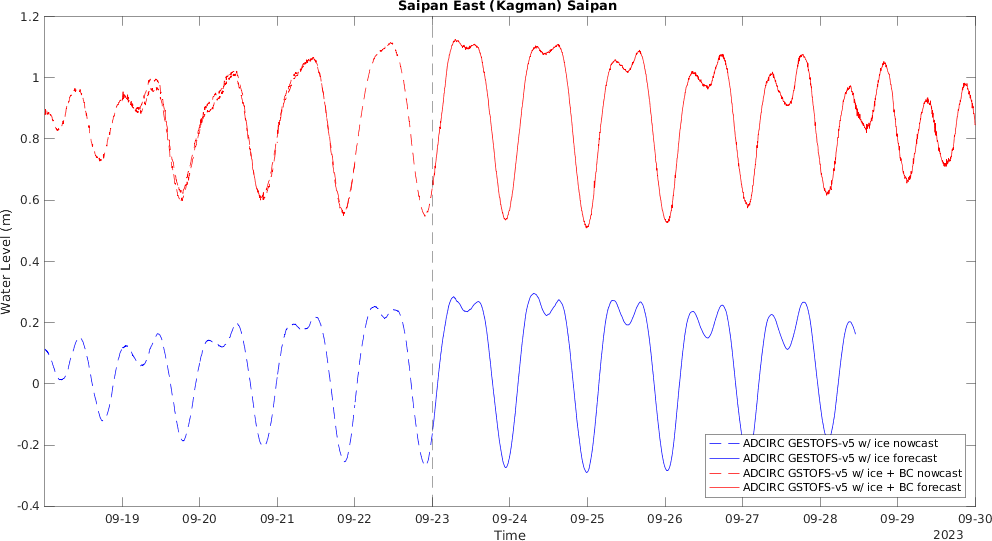 Saipan East (Kagman) Saipan
Water Level (m)
1.2
1
0.8
0.6
0.4
0.2
0
-0.2
-0.4
ADCIRC GESTOFS-v5 w/ ice nowcast
ADCIRC GESTOFS-v5 w/ ice forecast
ADCIRC GSTOFS-v5 w/ ice + BC nowcast
ADCIRC GSTOFS-v5 w/ ice + BC forecast
09-19 09-20 09-21 09-22 09-23 09-24 09-25 09-26 09-27 09-28 09-29 09-30
Time
2023